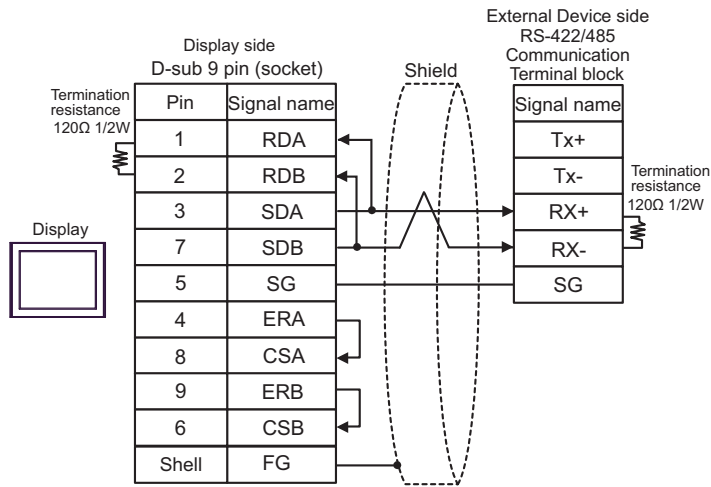 External Device side
RS-422/485
Communication
Terminal block
Display side
D-sub 9 pin (socket)
Shield
Termination
resistance
120Ω 1/2W
Pin Signal name
Signal name
1 RDA
Tx+
2 RDB
Tx-
Termination
resistance
120Ω 1/2W
3 SDA
RX+
Display
7 SDB
RX-
5 SG
SG
4 ERA
8 CSA
9 ERB
6 CSB
Shell FG